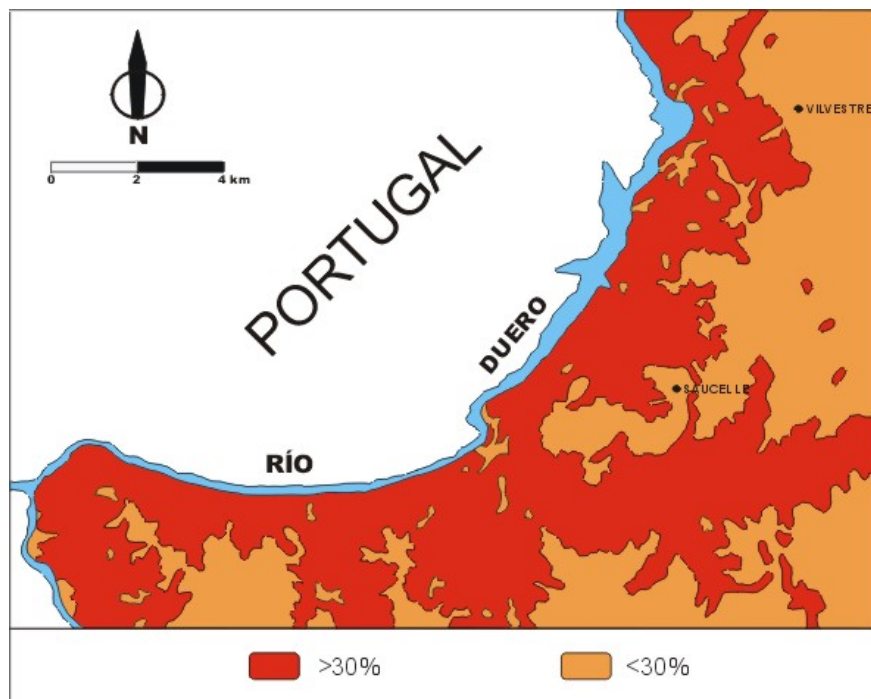 N
0 2 4 km
PORTUGAL
VILVESTRE
DUERO
SAUCELLE
RÍO
>30%
<30%